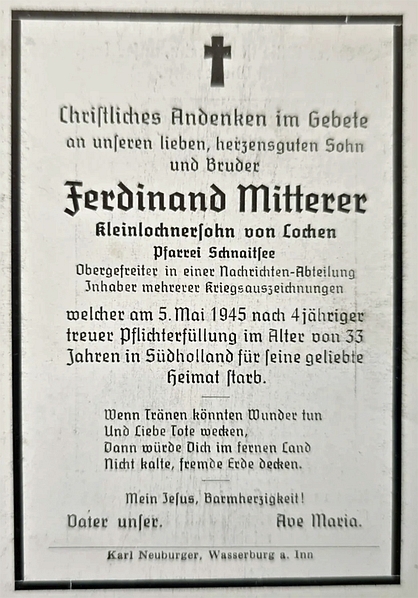 Chriſtliches Andenken im Gebete
an unſeren lieben, herzensguten Sohn
und Bruder
Ferdinand Mitterer
Kleinlochnerſohn von Lochen
Pfarrei Schnaitſee
Obergefreiter in einer Nachrichten-Abteilung
Inhaber mehrerer Kriegsauszeichnungen
welcher am 5. Mai 1945 nach 4jähriger
treuer Pflichterfüllung im Alter von 33
Jahren in Südholland für ſeine geliebte
Heimat ſtarb.
Wenn Tränen könnten Wunder tun
Und Liebe Tote wecken,
Dann würde Dich im fernen Land
Nicht kalte, fremde Erde decken.
Mein Jeſus, Barmherzigkeit!
Vater unſer. Ave Maria.
Karl Neuburger, Wasserburg a. Inn